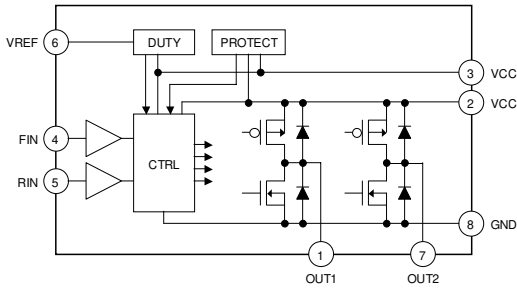 VREF 6 DUTY PROTECT
3 VCC
2 VCC
FIN 4
CTRL
RIN 5
8 GND
1 7
OUT1 OUT2